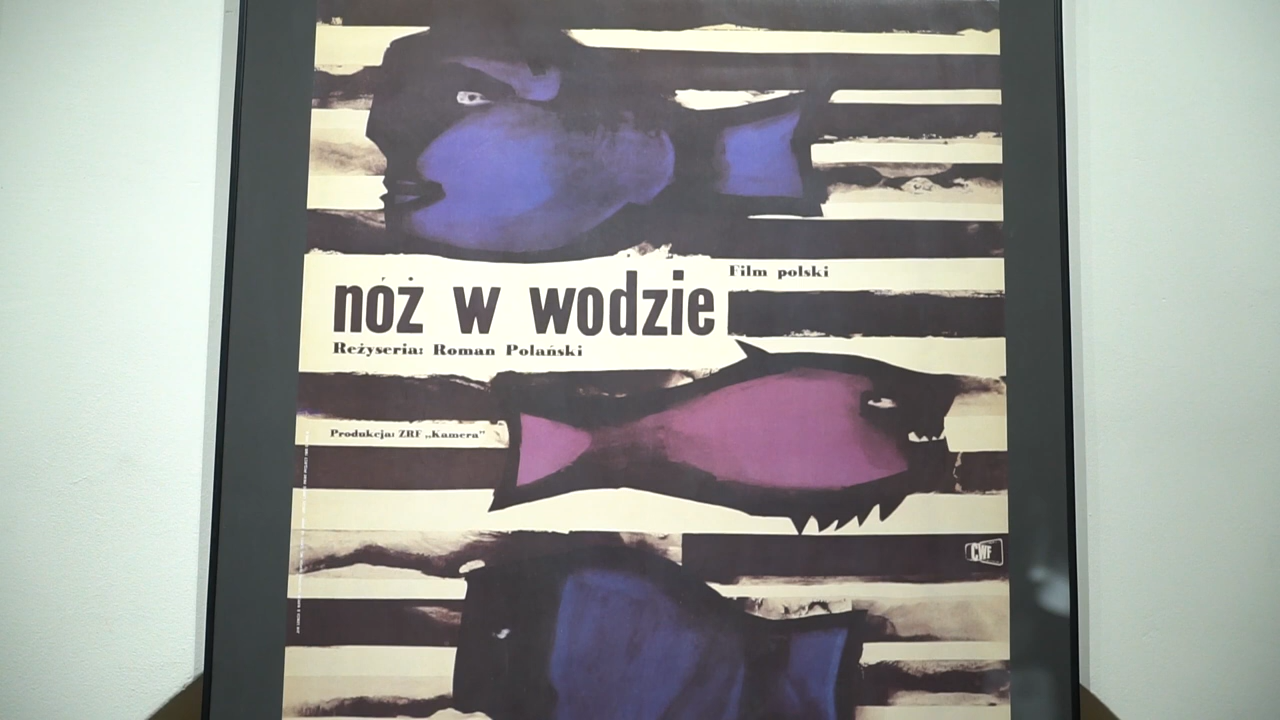 Film polski
nóż w wodzie
Reżyseria: Roman Polański
Produkcja: ZRF „Kamera"
CWF